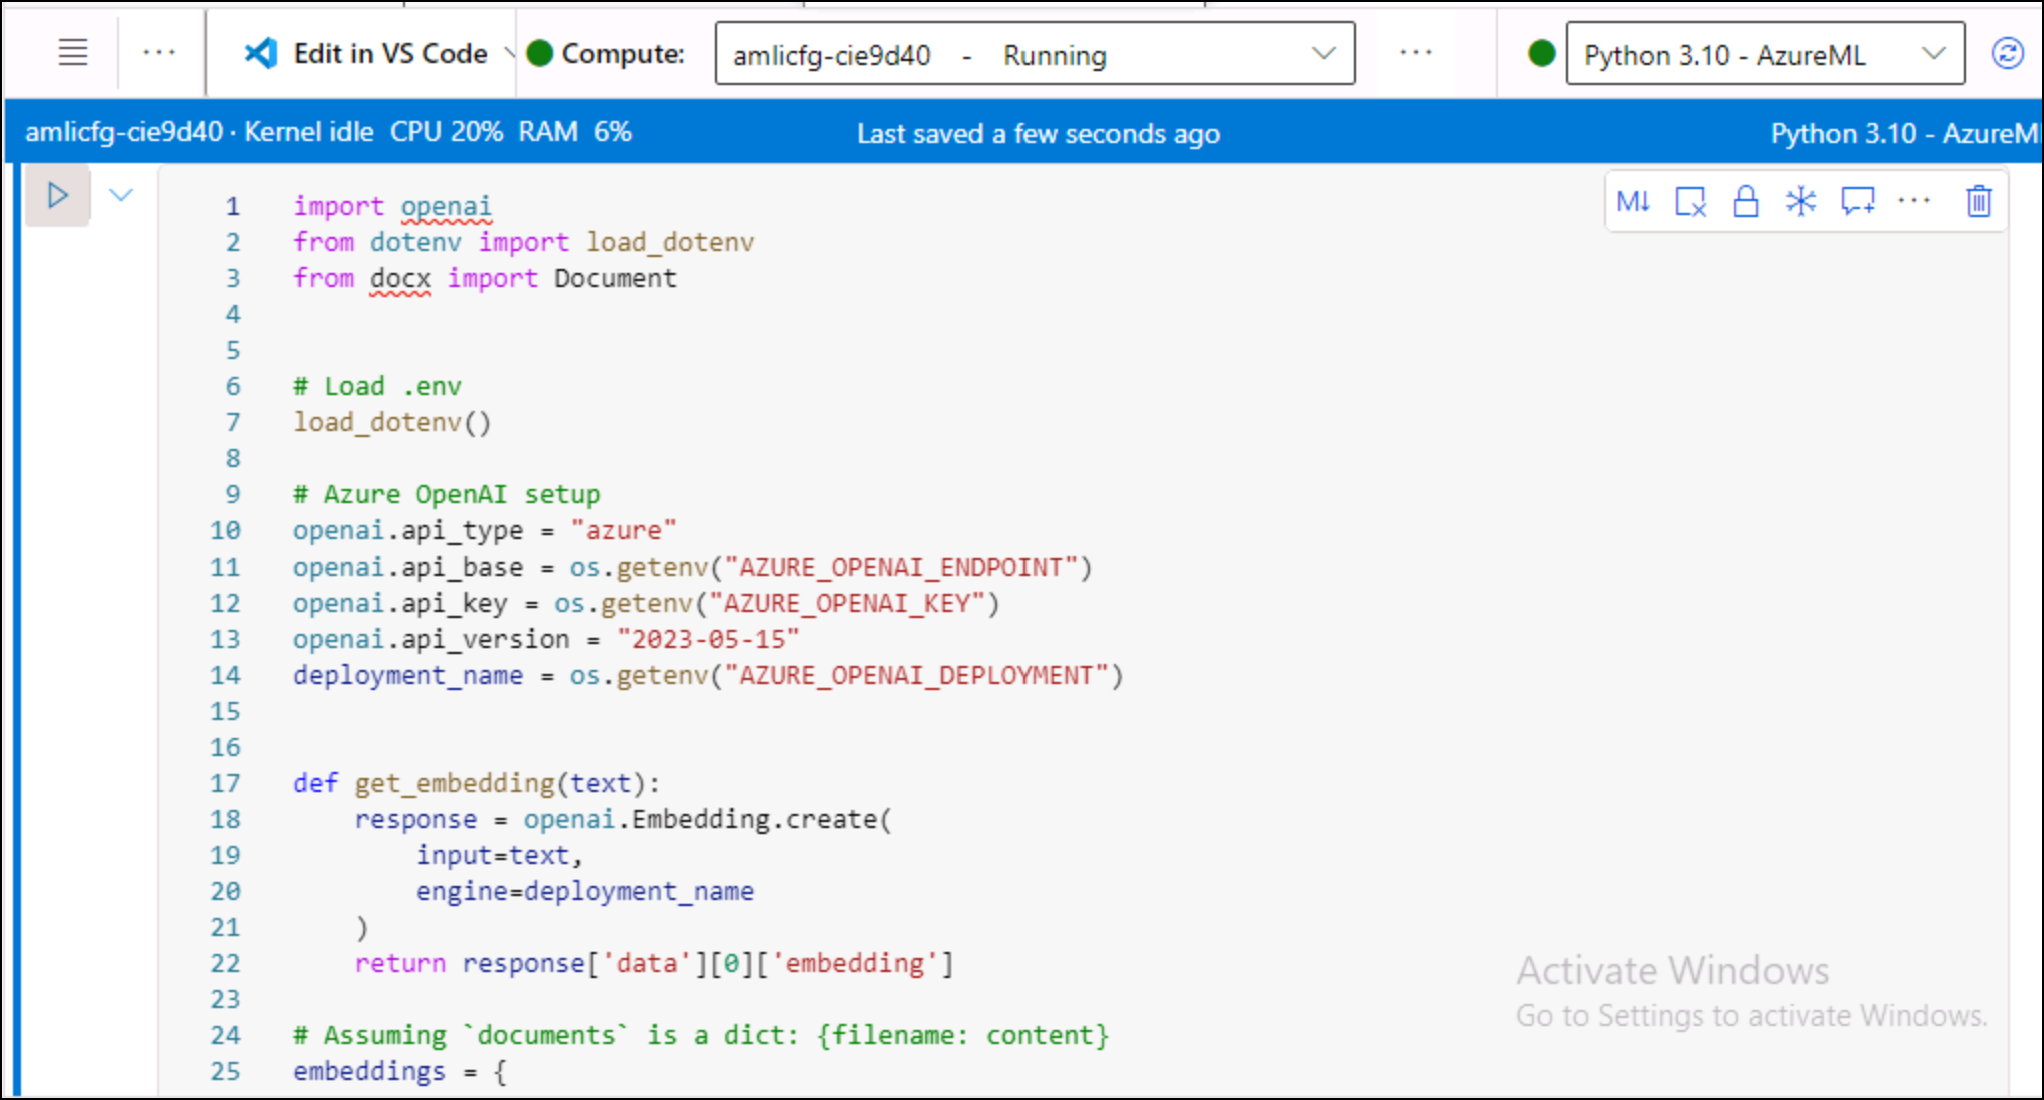 Edit in VS Code
Compute:
amlicfg-cie9d40 - Running
Python 3.10 - AzureML
amlicfg-cie9d40 · Kernel idle CPU 20% RAM 6%
Last saved a few seconds ago
Python 3.10 - AzureM
M↓
1 import openai
2 from dotenv import load_dotenv
3 from docx import Document
4
5
6 # Load .env
7 load_dotenv()
8
9 # Azure OpenAI setup
10 openai.api_type = "azure"
11 openai.api_base = os.getenv("AZURE_OPENAI_ENDPOINT")
12 openai.api_key = os.getenv("AZURE_OPENAI_KEY")
13 openai.api_version = "2023-05-15"
14 deployment_name = os.getenv("AZURE_OPENAI_DEPLOYMENT")
15
16
17 def get_embedding(text):
18     response = openai.Embedding.create(
19         input=text,
20         engine=deployment_name
21     )
22     return response['data'][0]['embedding']
23
24 # Assuming `documents` is a dict: {filename: content}
25 embeddings = {
Activate Windows
Go to Settings to activate Windows.